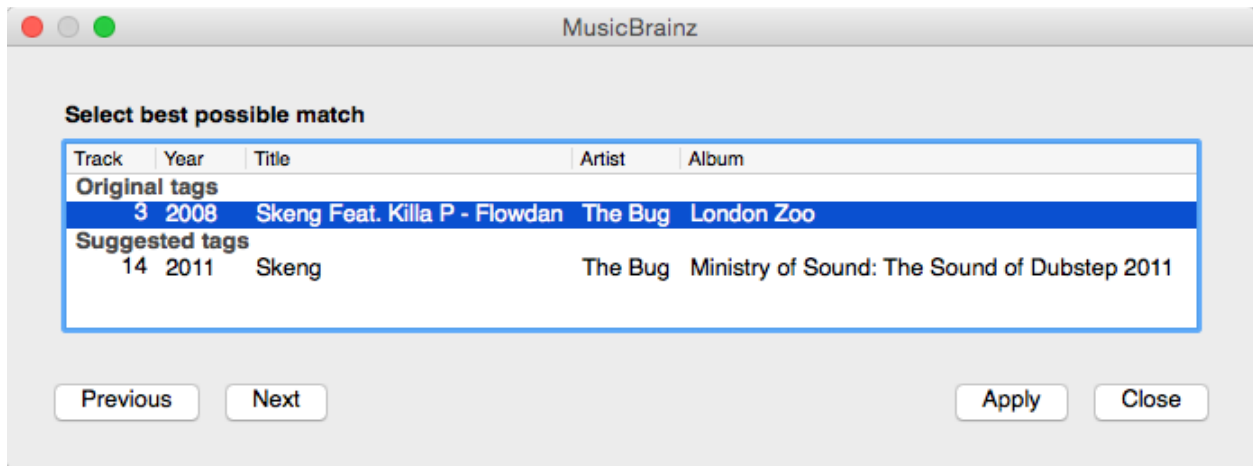 MusicBrainz
Select best possible match
Track Year Title Artist Album
Original tags
3 2008 Skeng Feat. Killa P - Flowdan The Bug London Zoo
Suggested tags
14 2011 Skeng The Bug Ministry of Sound: The Sound of Dubstep 2011
Previous Next Apply Close